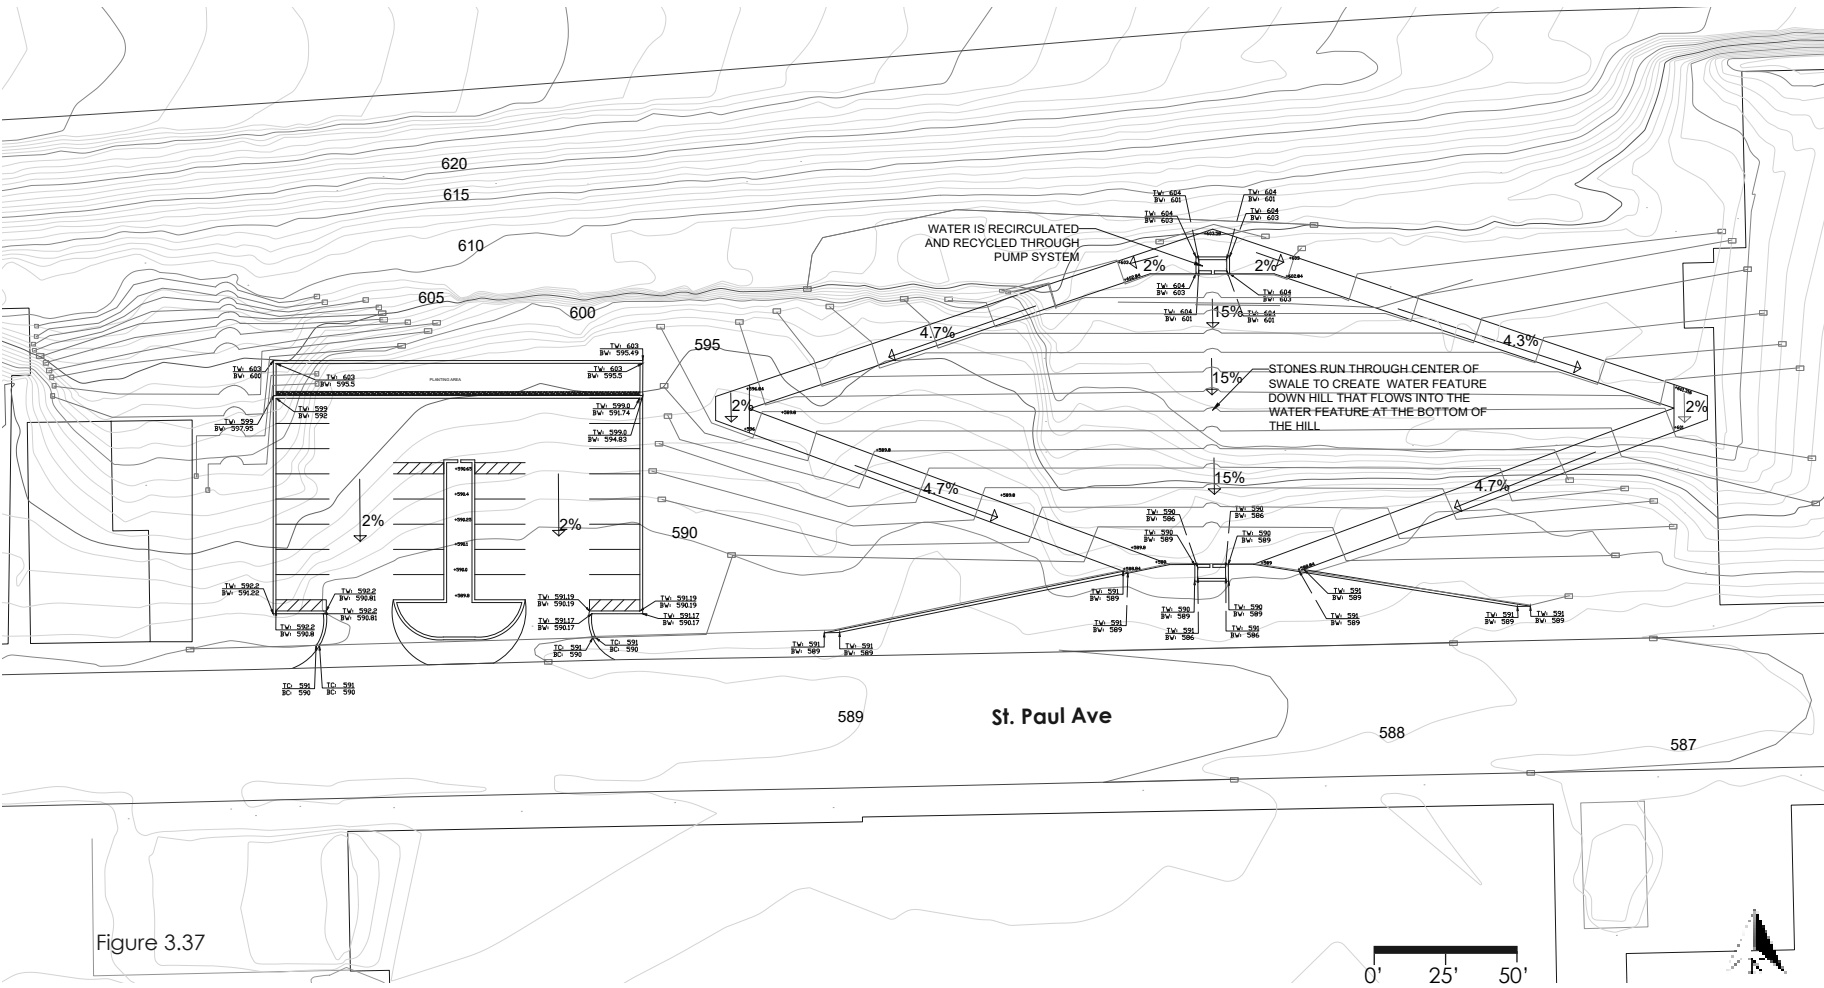 620
615
610
605
600
595
590
TW: 604
BW: 601
TW: 604
BW: 603
TW: 604
BW: 601
TW: 604
BW: 603
WATER IS RECIRCULATED
AND RECYCLED THROUGH
PUMP SYSTEM
2%
2%
TW: 604
BW: 603
TW: 604
BW: 601
TW: 604
BW: 603
TW: 604
BW: 601
15%
4.7%
4.3%
TW: 603
BW: 595.49
TW: 603
BW: 600
TW: 603
BW: 595.5
PLANTING AREA
TW: 603
BW: 595.5
15%
STONES RUN THROUGH CENTER OF
SWALE TO CREATE WATER FEATURE
DOWN HILL THAT FLOWS INTO THE
WATER FEATURE AT THE BOTTOM OF
THE HILL
2%
2%
TW: 599
BW: 592
TW: 599
BW: 597.95
TW: 599.0
BW: 591.74
TW: 599.0
BW: 594.83
15%
4.7%
4.7%
2%
2%
TW: 590
BW: 586
TW: 590
BW: 589
TW: 590
BW: 586
TW: 590
BW: 589
TW: 592.2
BW: 591.22
TW: 592.2
BW: 590.81
TW: 592.2
BW: 590.81
TW: 592.2
BW: 590.8
TW: 591.19
BW: 590.19
TW: 591.17
BW: 590.17
TW: 591.19
BW: 590.19
TW: 591.17
BW: 590.17
TC: 591
BC: 590
TC: 591
BC: 590
TC: 591
BC: 590
TC: 591
BC: 590
TW: 591
BW: 589
TW: 591
BW: 589
TW: 591
BW: 589
TW: 591
BW: 589
TW: 590
BW: 589
TW: 591
BW: 586
TW: 590
BW: 589
TW: 591
BW: 586
TW: 591
BW: 589
TW: 591
BW: 589
TW: 591
BW: 589
TW: 591
BW: 589
589
St. Paul Ave
588
587
Figure 3.37
0' 25' 50'